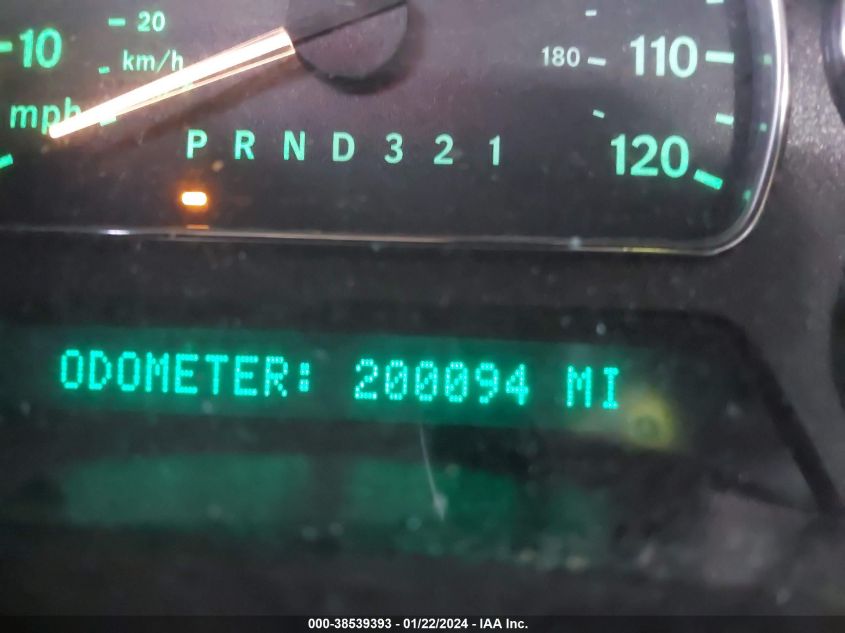 20
10
km/h
mph
180
110
120
P R N D 3 2 1
ODOMETER: 200094 MI
000-38539393 - 01/22/2024 - IAA Inc.